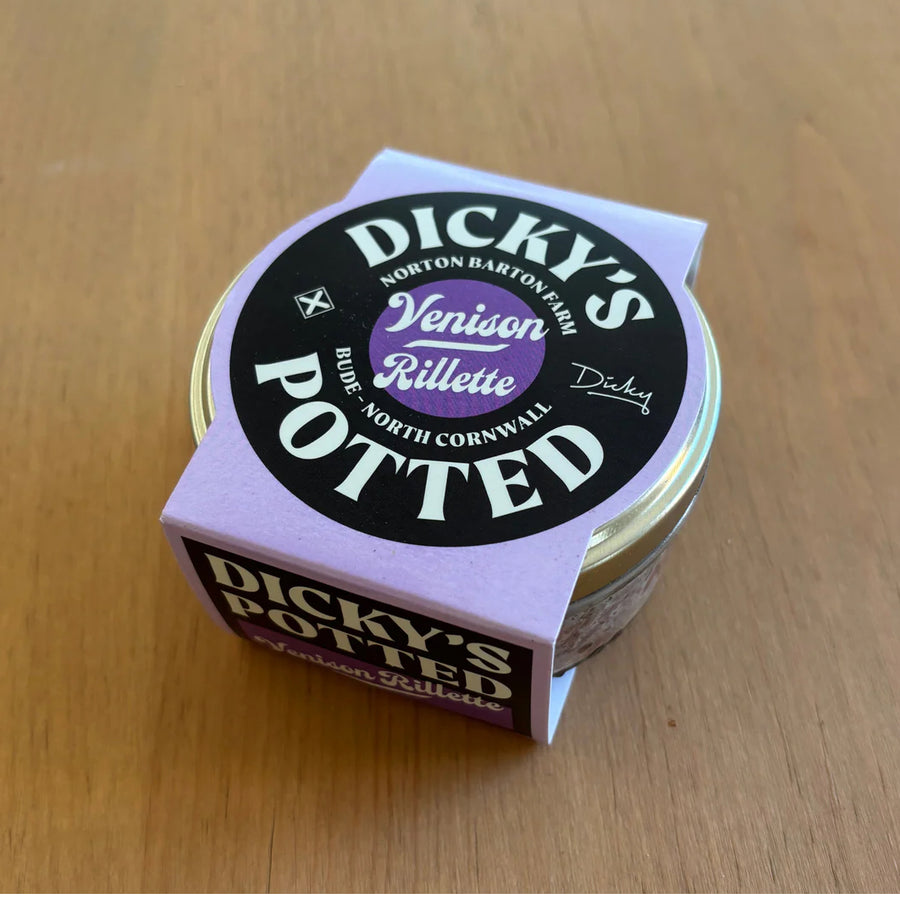 DICKY'S
NORTON BARTON FARM
Venison
Rillette
Dicky
BUDE - NORTH CORNWALL
POTTED
DICKY'S
POTTED
Venison Rillette